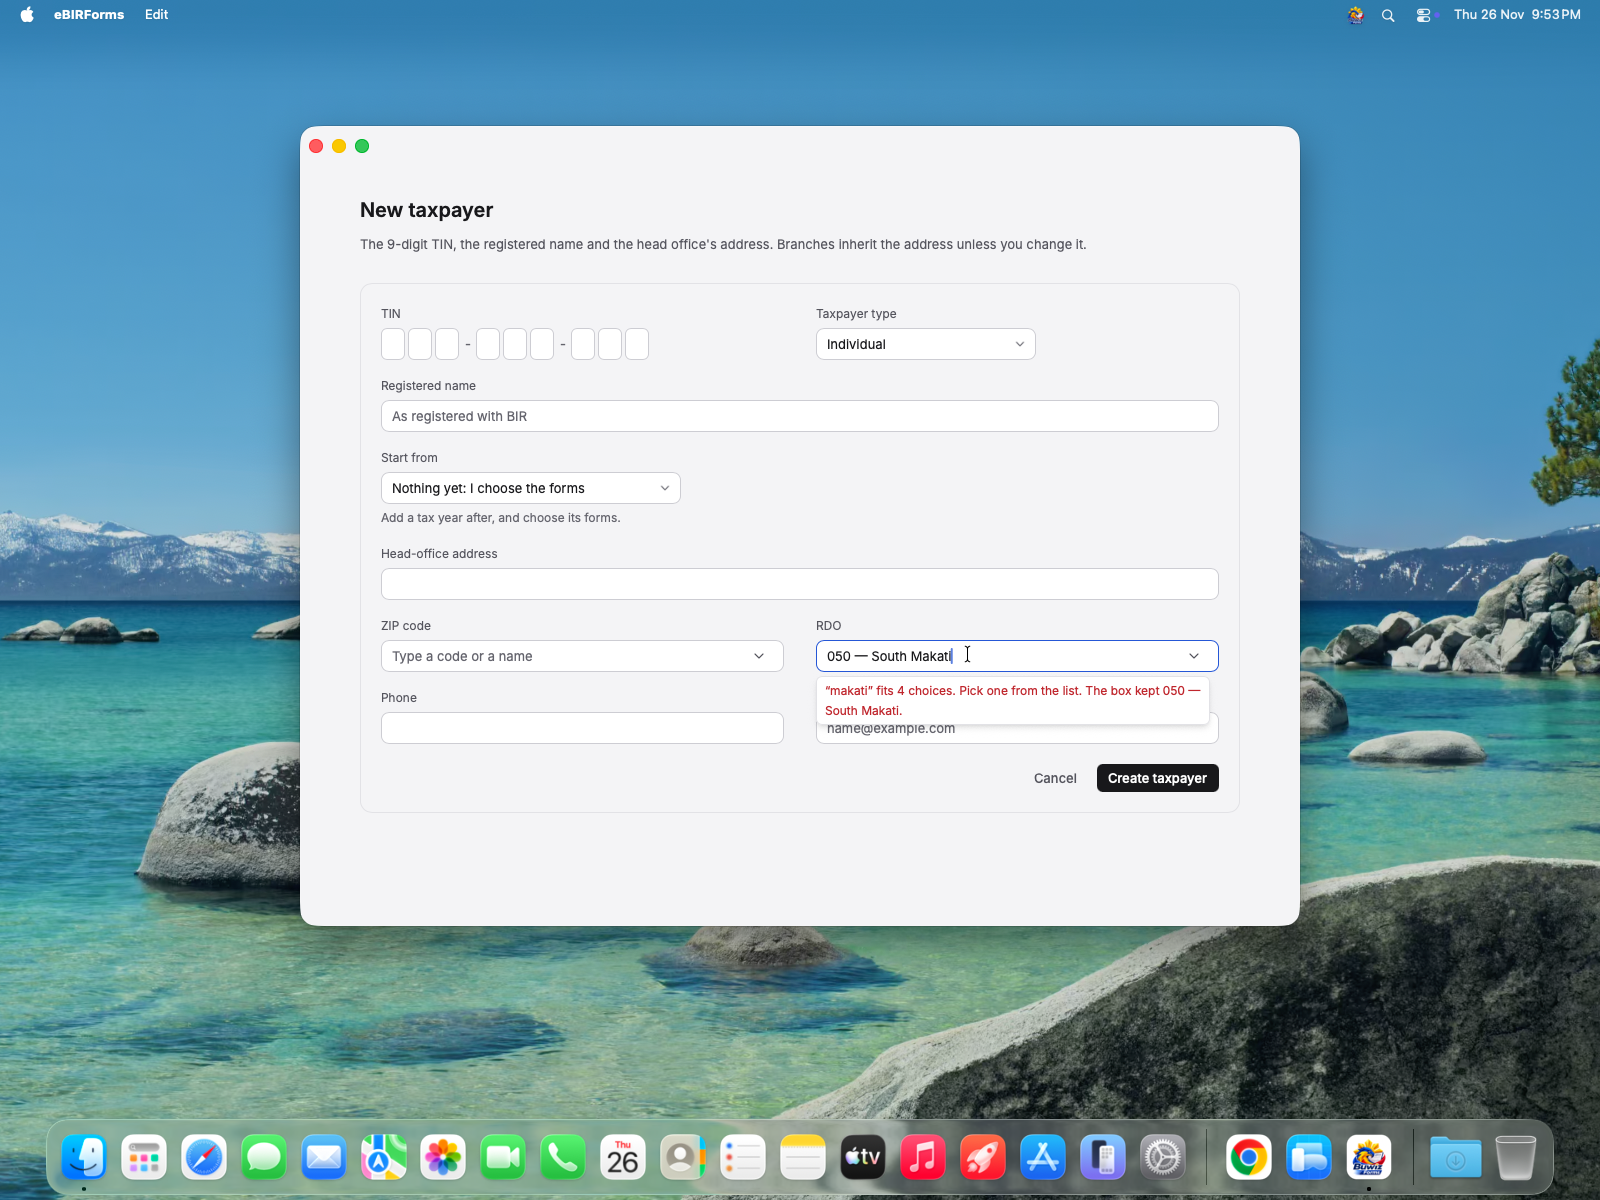 eBIRForms Edit Thu 26 Nov 9:53 PM
New taxpayer
The 9-digit TIN, the registered name and the head office's address. Branches inherit the address unless you change it.
TIN Taxpayer type
- - Individual
Registered name
As registered with BIR
Start from
Nothing yet: I choose the forms
Add a tax year after, and choose its forms.
Head-office address
ZIP code RDO
Type a code or a name 050 — South Makati
Phone
“makati” fits 4 choices. Pick one from the list. The box kept 050 —
South Makati.
name@example.com
Cancel Create taxpayer
Thu
26
tv
BUWIZ